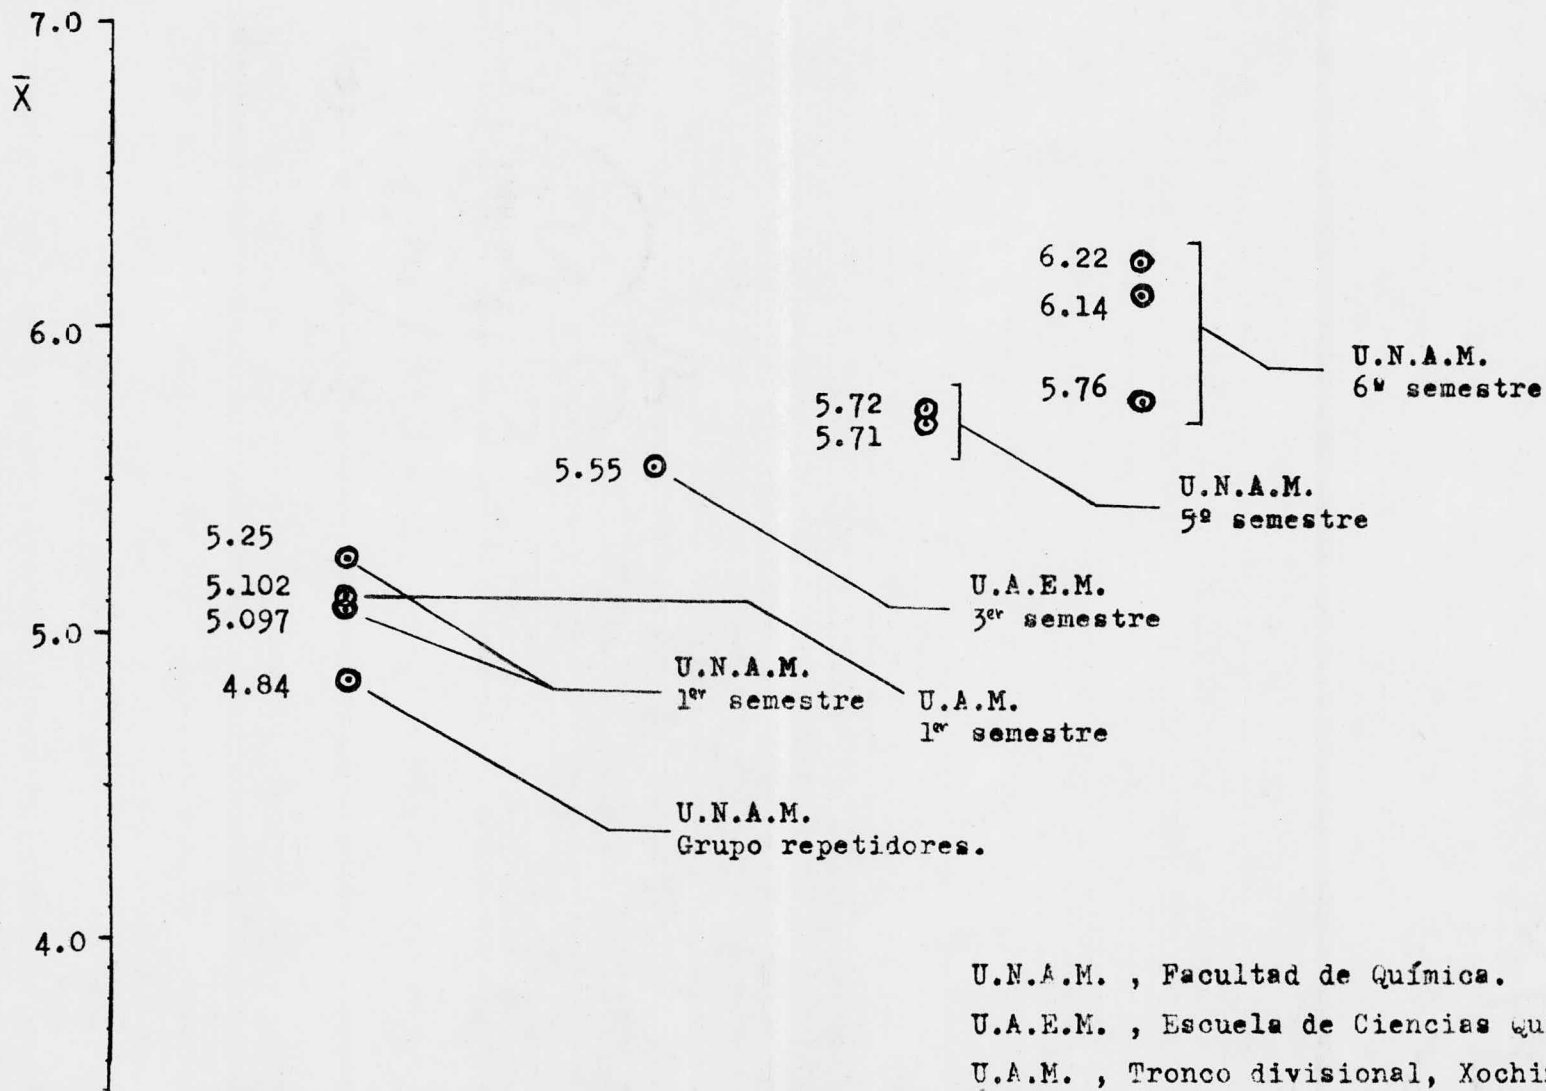 7.0
X̄
6.22
6.14
6.0
U.N.A.M.
6º semestre
5.76
5.72
5.71
5.55
U.N.A.M.
5º semestre
5.25
5.102
5.097
U.A.E.M.
3er semestre
5.0
4.84
U.N.A.M.
1er semestre
U.A.M.
1er semestre
U.N.A.M.
Grupo repetidores.
4.0
U.N.A.M. , Facultad de Química.
U.A.E.M. , Escuela de Ciencias
U.A.M. , Tronco divisional,